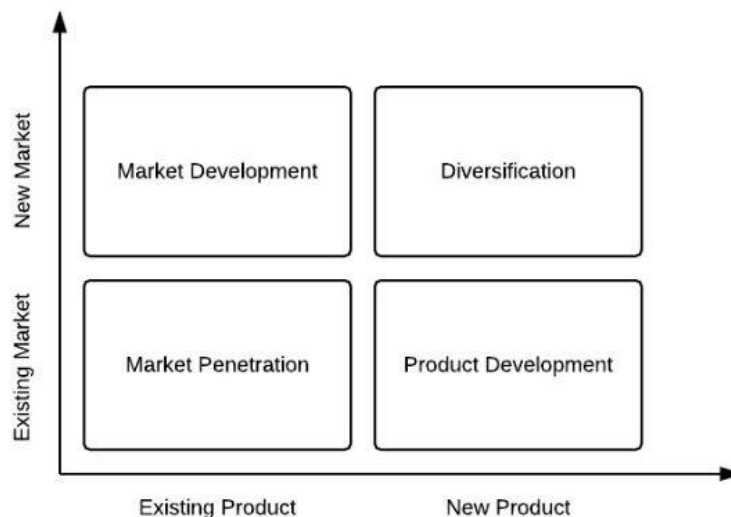 New Market
Market Development
Diversification
Existing Market
Market Penetration
Product Development
Existing Product
New Product